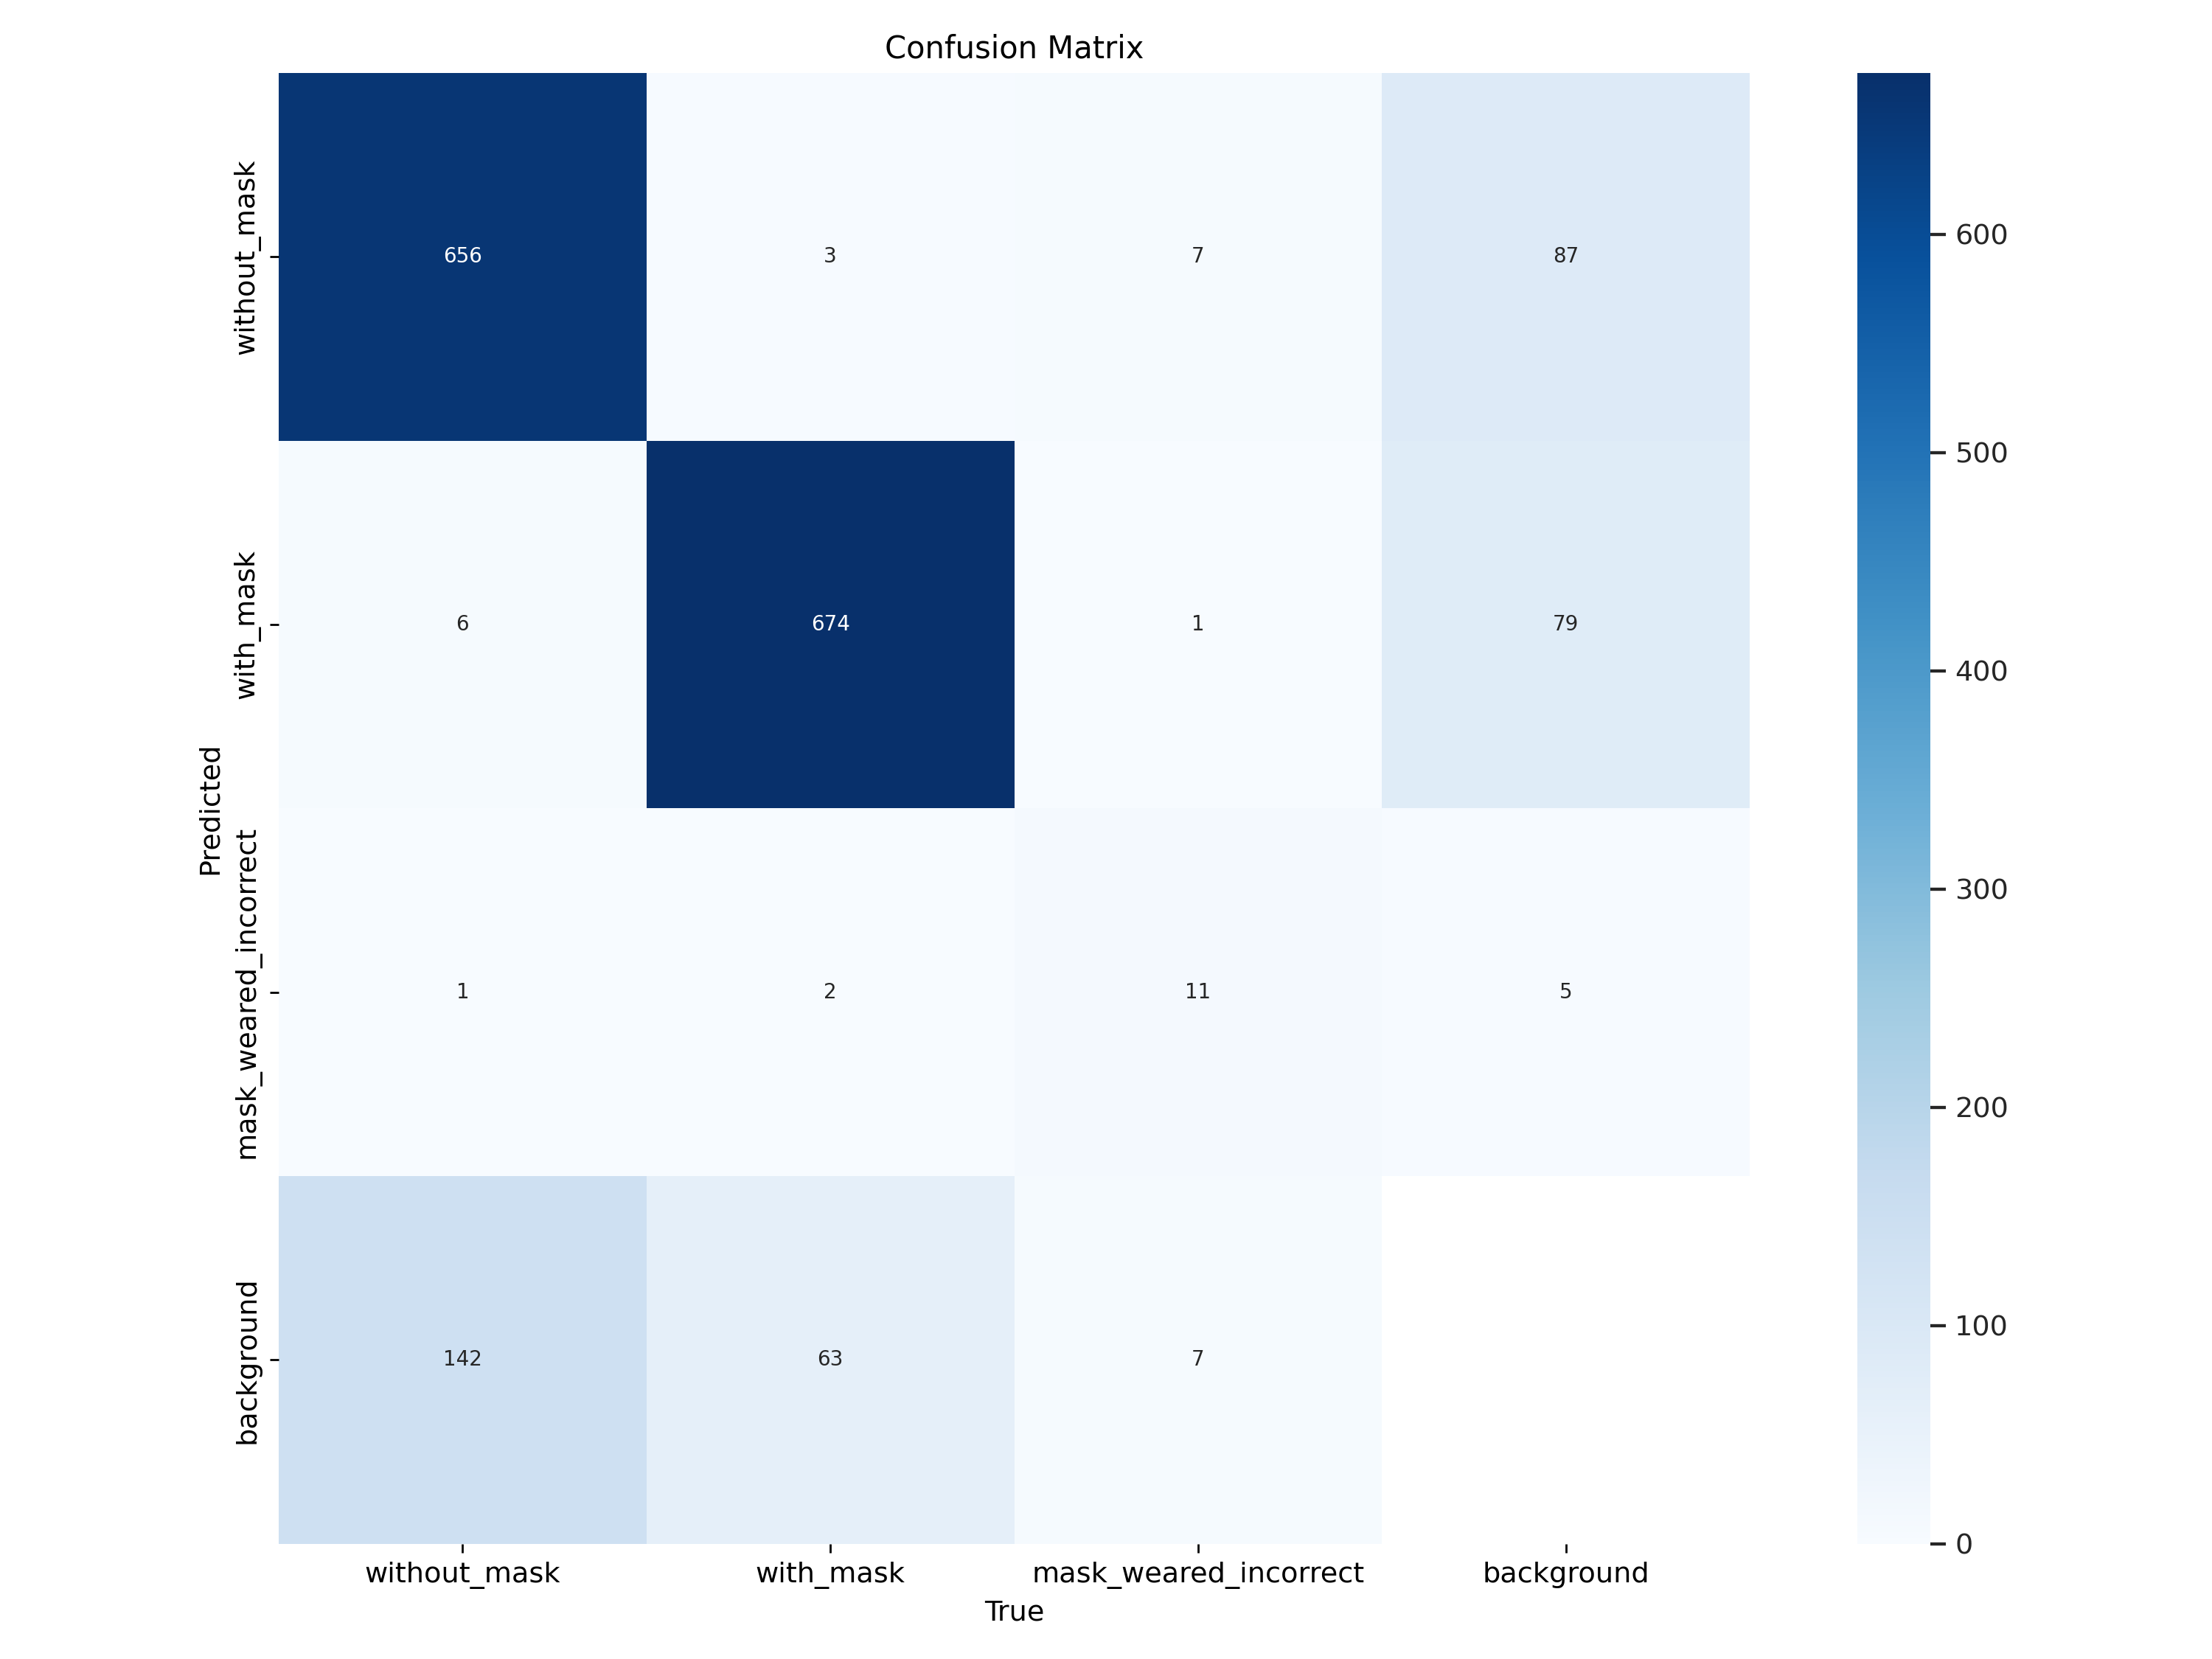 Confusion Matrix
without_mask
656
3
7
87
with_mask
6
674
1
79
mask_weared_incorrect
1
2
11
5
background
142
63
7
Predicted
without_mask
with_mask
mask_weared_incorrect
background
True
600
500
400
300
200
100
0